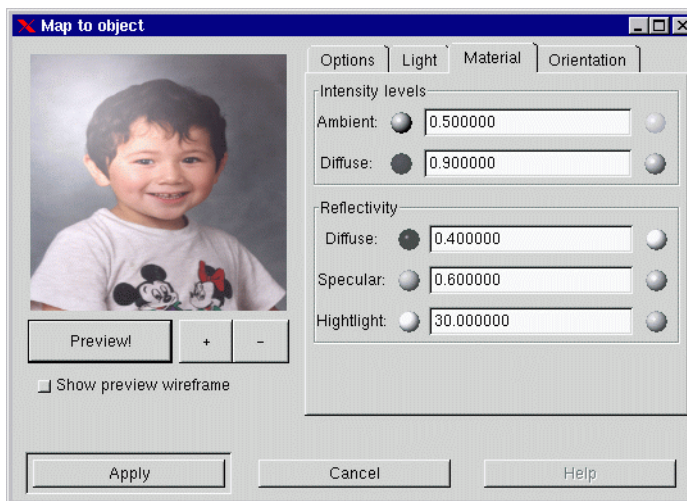 Map to object
Options Light Material Orientation
Intensity levels
Ambient: 0.500000
Diffuse: 0.900000
Reflectivity
Diffuse: 0.400000
Specular: 0.600000
Hightlight: 30.000000
Preview! + -
Show preview wireframe
Apply Cancel Help